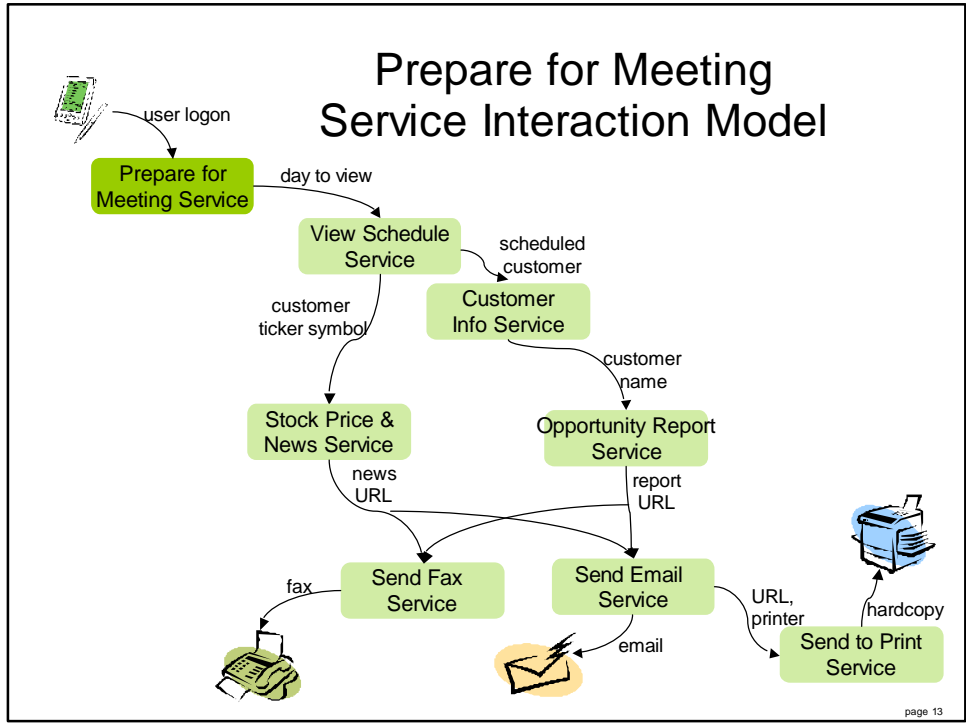 Prepare for Meeting
Service Interaction Model
user logon
Prepare for
Meeting Service
day to view
View Schedule
Service
scheduled
customer
customer
ticker symbol
Customer
Info Service
customer
name
Stock Price &
News Service
Opportunity Report
Service
news
URL
report
URL
fax
Send Fax
Service
Send Email
Service
URL,
printer
hardcopy
email
Send to Print
Service
page 13